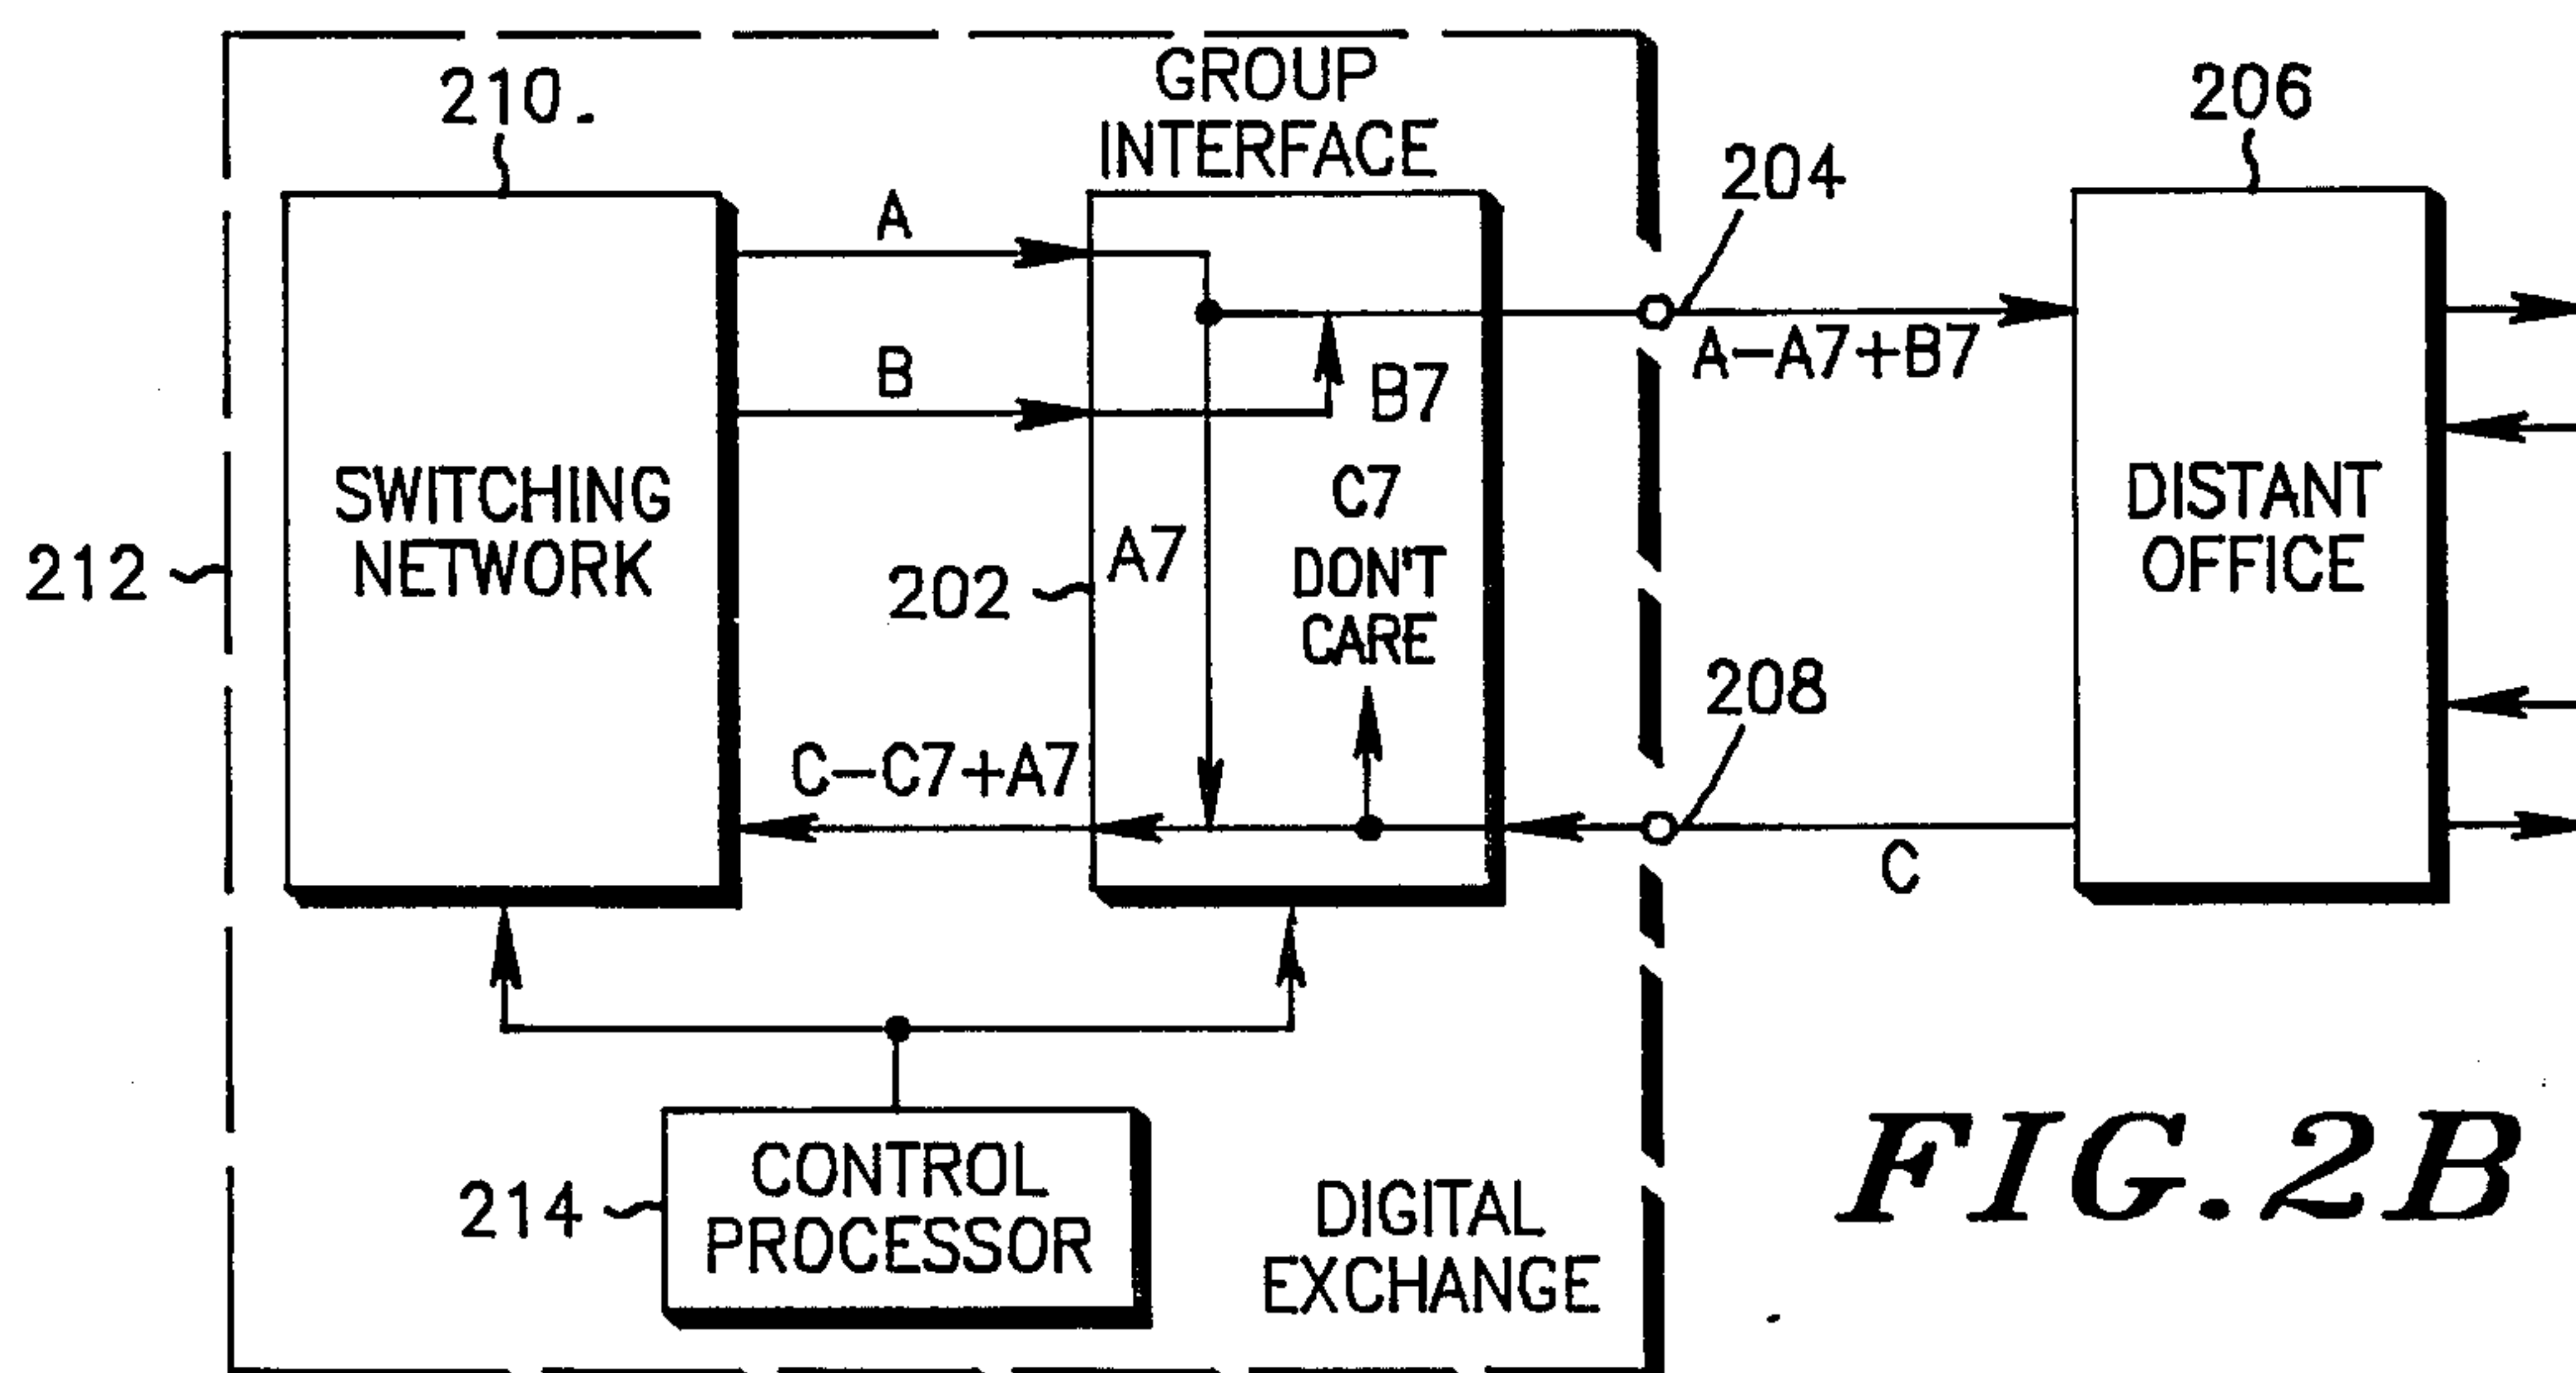 210.
GROUP
INTERFACE
206
204
A
A-A7+B7
B
B7
SWITCHING
NETWORK
212
A7
202
C7
DON'T
CARE
DISTANT
OFFICE
208
C-C7+A7
C
CONTROL
PROCESSOR
214
DIGITAL
EXCHANGE
FIG.2B